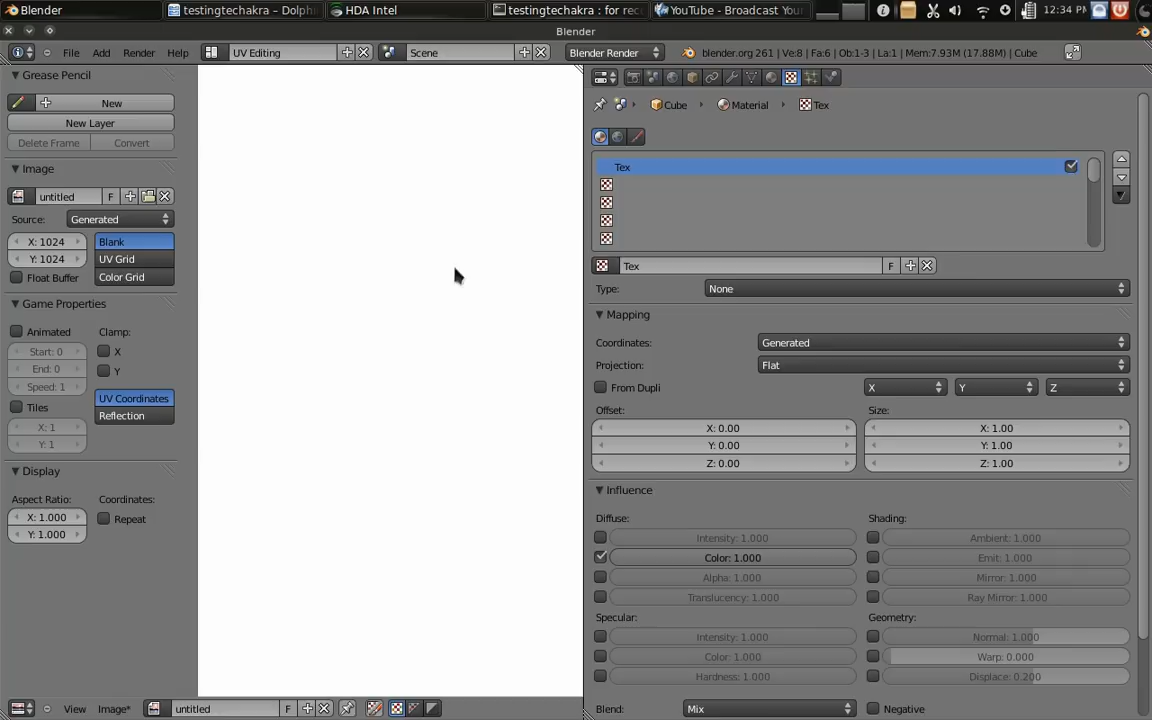 Blender
testingtechakra – Dolphi
HDA Intel
testingtechakra : for rec
YouTube - Broadcast Your
12:34 PM
Blender
File Add Render Help
UV Editing
Scene
Blender Render
blender.org 261 | Ve:8 | Fa:6 | Ob:1-3 | La:1 | Mem:7.93M (17.88M) | Cube
Grease Pencil
New
New Layer
Delete Frame Convert
Image
untitled F
Source: Generated
X: 1024
Y: 1024
Blank
UV Grid
Color Grid
Float Buffer
Game Properties
Animated
Start: 0
End: 0
Speed: 1
Tiles
X: 1
Y: 1
Clamp:
X
Y
UV Coordinates
Reflection
Display
Aspect Ratio:
X: 1.000
Y: 1.000
Coordinates:
Repeat
View Image* untitled F
Cube Material Tex
Tex
Tex F
Type: None
Mapping
Coordinates: Generated
Projection: Flat
From Dupli X Y Z
Offset:
X: 0.00
Y: 0.00
Z: 0.00
Size:
X: 1.00
Y: 1.00
Z: 1.00
Influence
Diffuse:
Intensity: 1.000
Color: 1.000
Alpha: 1.000
Translucency: 1.000
Shading:
Ambient: 1.000
Emit: 1.000
Mirror: 1.000
Ray Mirror: 1.000
Specular:
Intensity: 1.000
Color: 1.000
Hardness: 1.000
Geometry:
Normal: 1.000
Warp: 0.000
Displace: 0.200
Blend: Mix
Negative